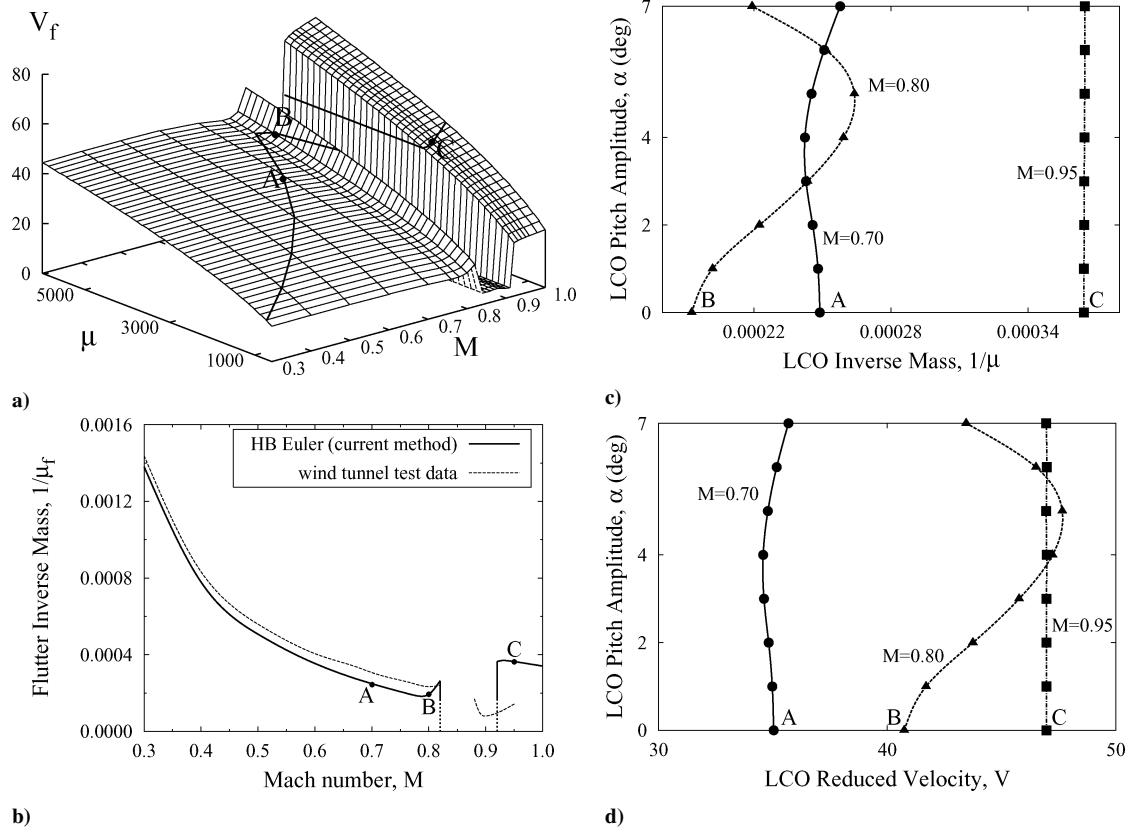 V_f
80
60
40
20
0
5000
3000
1000
μ
0.3
0.4
0.5
0.6
0.7
0.8
0.9
1.0
M
A
B
C
a)
0.0016
0.0012
0.0008
0.0004
0.0000
Flutter Inverse Mass, 1/μ_f
HB Euler (current method)
wind tunnel test data
A
B
C
0.3
0.4
0.5
0.6
0.7
0.8
0.9
1.0
Mach number, M
b)
7
4
2
0
LCO Pitch Amplitude, α (deg)
M=0.80
M=0.95
M=0.70
B
A
C
0.00022
0.00028
0.00034
LCO Inverse Mass, 1/μ
c)
7
4
2
0
LCO Pitch Amplitude, α (deg)
M=0.70
M=0.95
M=0.80
A
B
C
30
40
50
LCO Reduced Velocity, V
d)